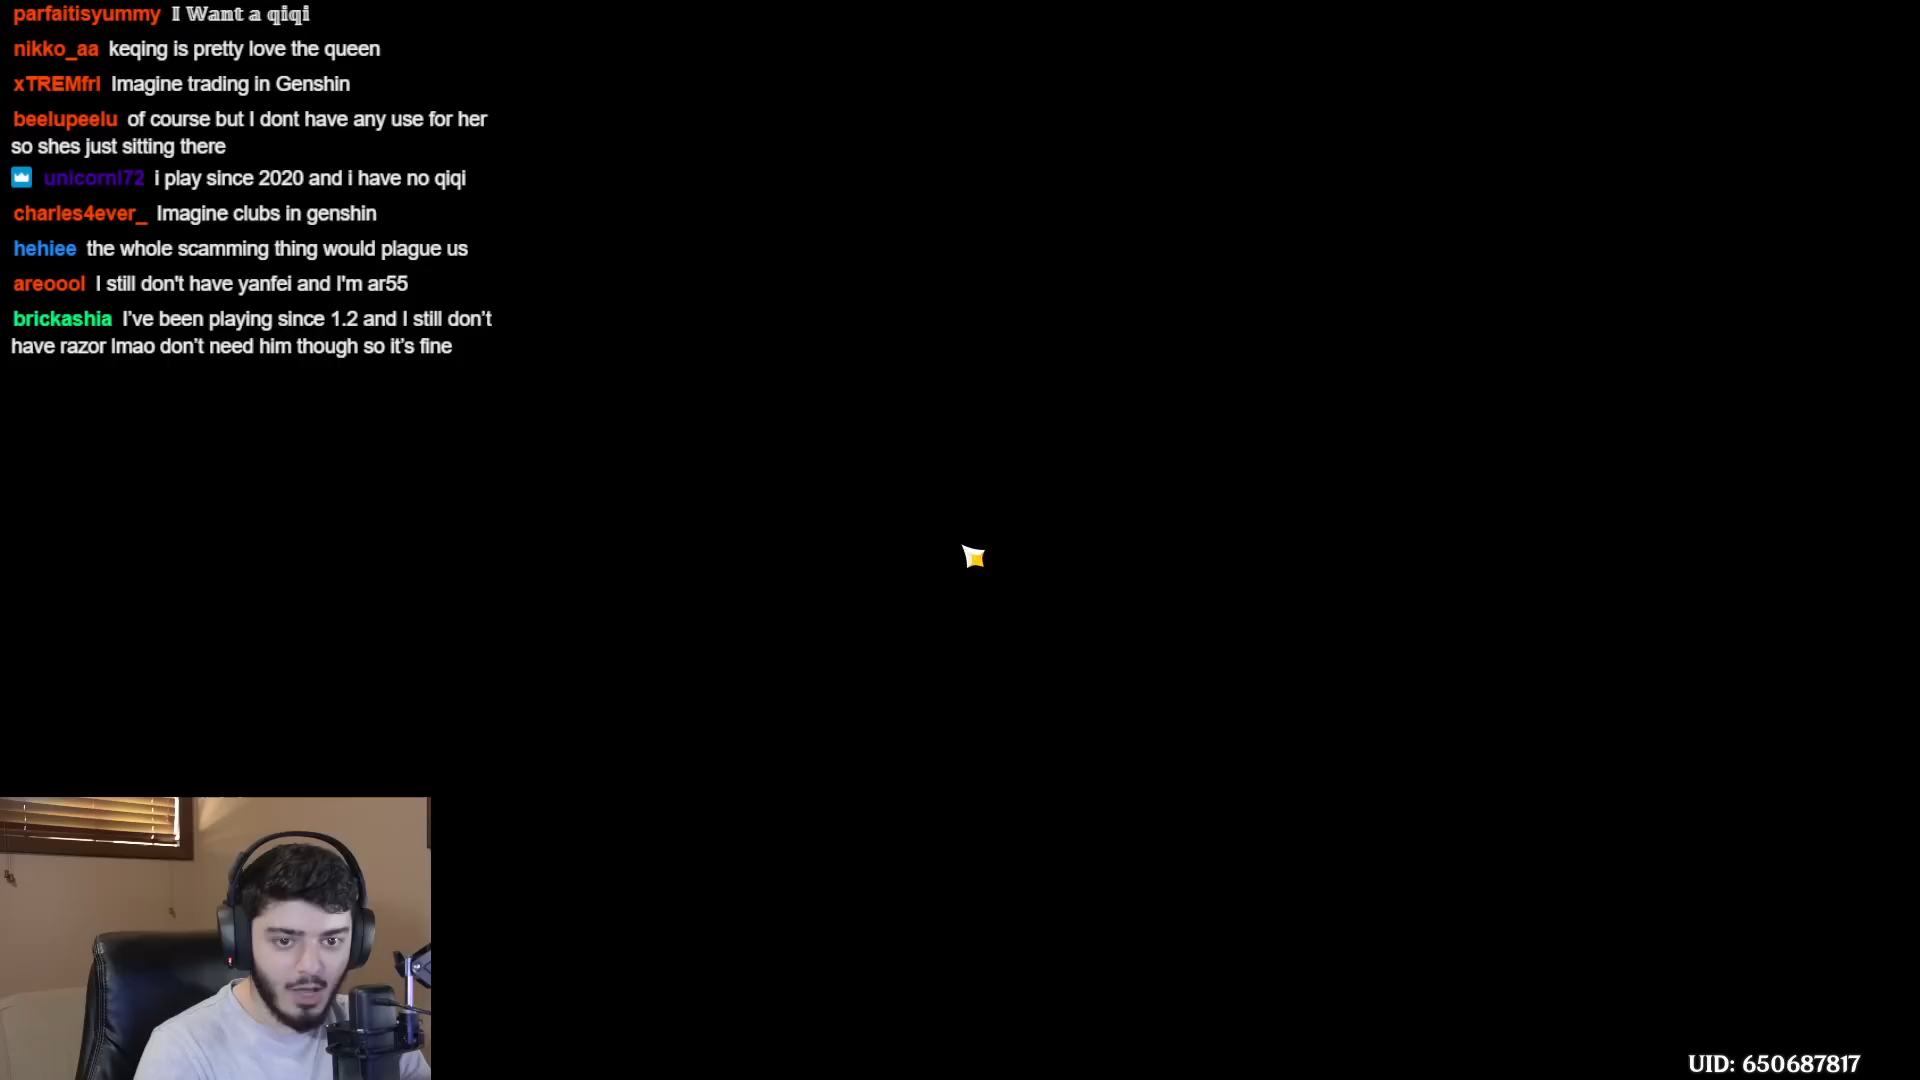 parfaitisyummy 𝕀 𝕎𝕒𝕟𝕥 𝕒 𝕢𝕚𝕢𝕚
nikko_aa keqing is pretty love the queen
xTREMfrl Imagine trading in Genshin
beelupeelu of course but I dont have any use for her
so shes just sitting there
unicorni72 i play since 2020 and i have no qiqi
charles4ever_ Imagine clubs in genshin
hehiee the whole scamming thing would plague us
areoool I still don't have yanfei and I'm ar55
brickashia I’ve been playing since 1.2 and I still don’t
have razor lmao don’t need him though so it’s fine
UID: 650687817